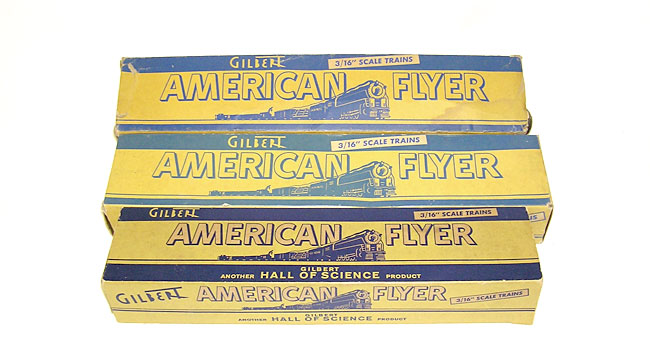 GILBERT 3/16" SCALE TRAINS
AMERICAN FLYER
GILBERT 3/16" SCALE TRAINS
AMERICAN FLYER
GILBERT 3/16" SCALE TRAINS
AMERICAN FLYER
GILBERT
ANOTHER HALL OF SCIENCE PRODUCT
GILBERT AMERICAN FLYER 3/16" SCALE TRAINS
GILBERT
ANOTHER HALL OF SCIENCE PRODUCT